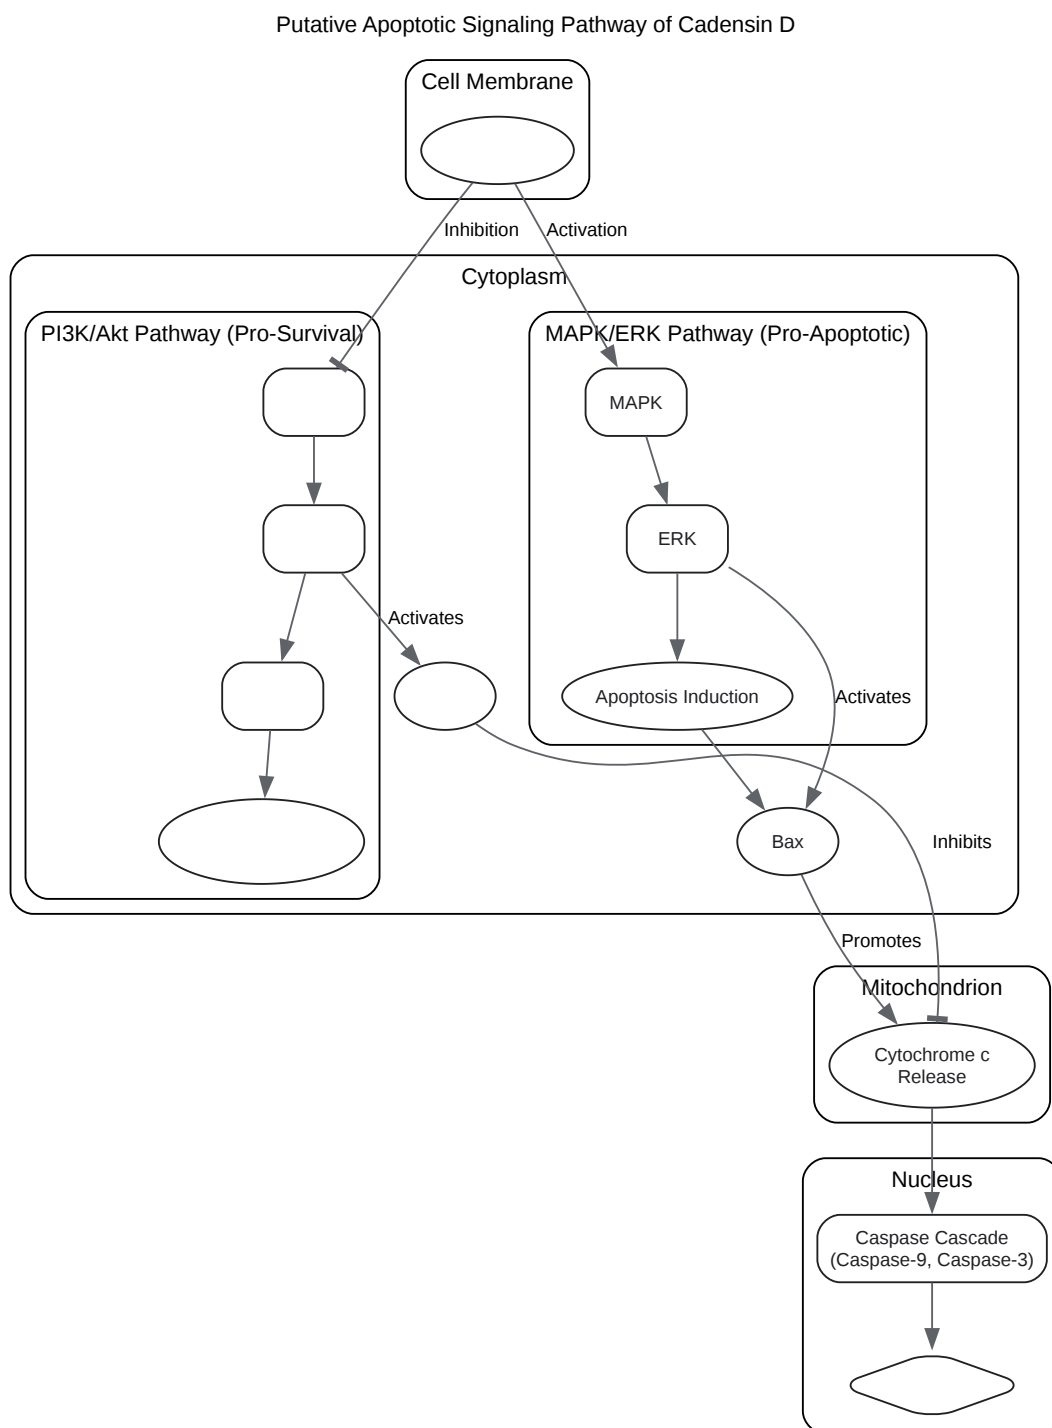 Putative Apoptotic Signaling Pathway of Cadensin D
Cell Membrane
Inhibition
Activation
Cytoplasm
PI3K/Akt Pathway (Pro-Survival)
MAPK/ERK Pathway (Pro-Apoptotic)
MAPK
ERK
Activates
Apoptosis Induction
Activates
Bax
Inhibits
Promotes
Mitochondrion
Cytochrome c
Release
Nucleus
Caspase Cascade
(Caspase-9, Caspase-3)